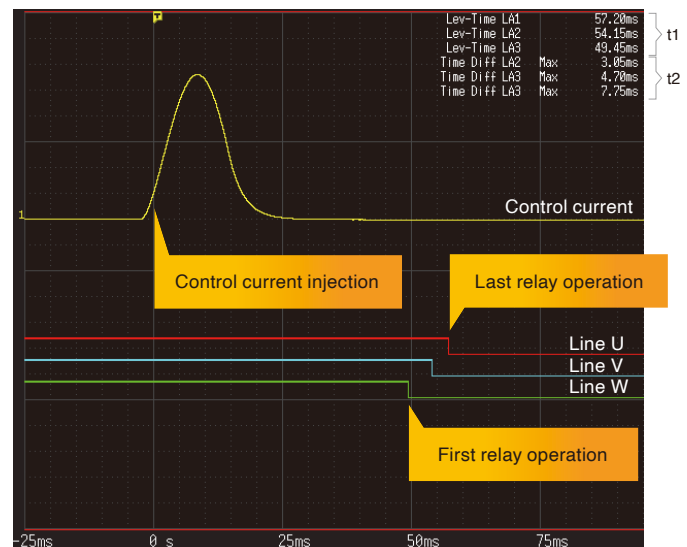 T
Lev-Time LA1 57.20ms
Lev-Time LA2 54.15ms
Lev-Time LA3 49.45ms
t1
Time Diff LA2 Max 3.05ms
Time Diff LA3 Max 4.70ms
Time Diff LA3 Max 7.75ms
t2
1
Control current
Control current injection
Last relay operation
Line U
Line V
Line W
First relay operation
-25ms 0 s 25ms 50ms 75ms